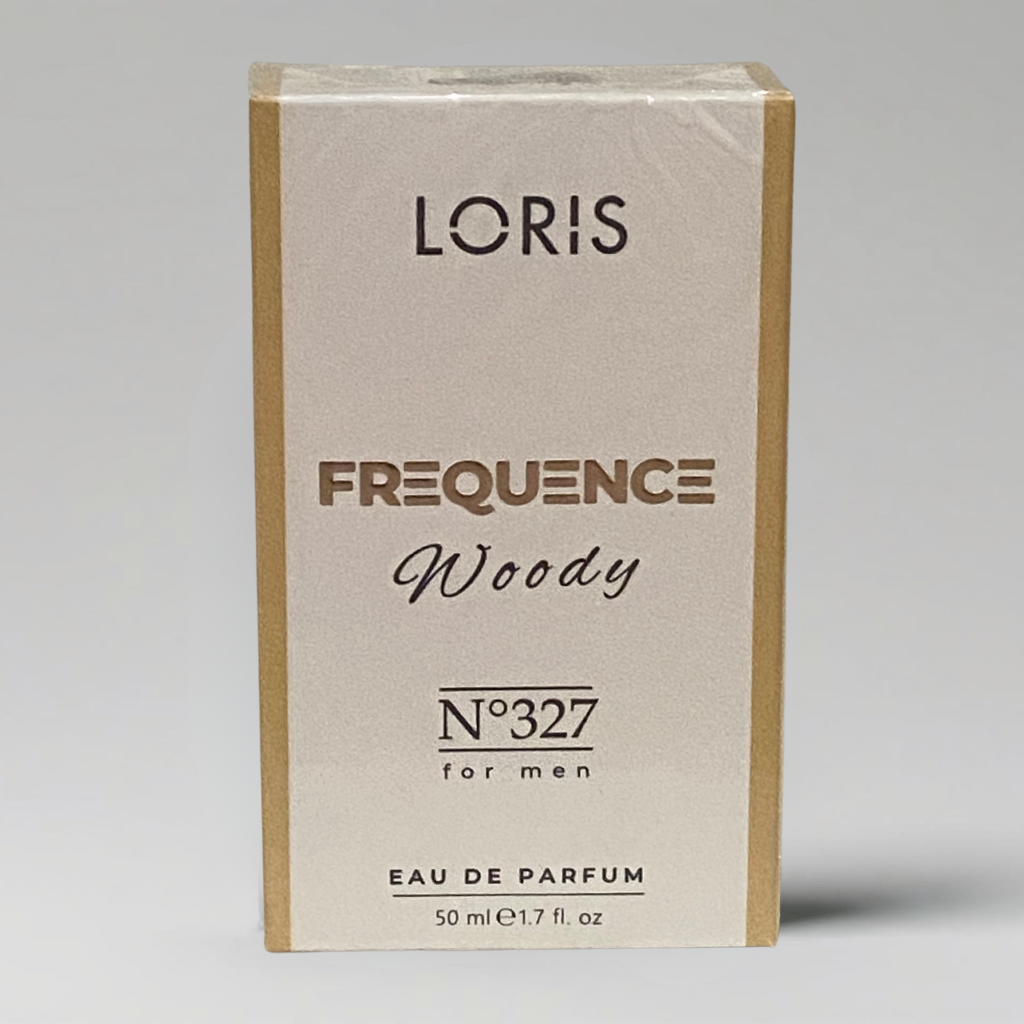 LORIS
FREQUENCE
Woody
N°327
for men
EAU DE PARFUM
50 ml ℮ 1.7 fl. oz